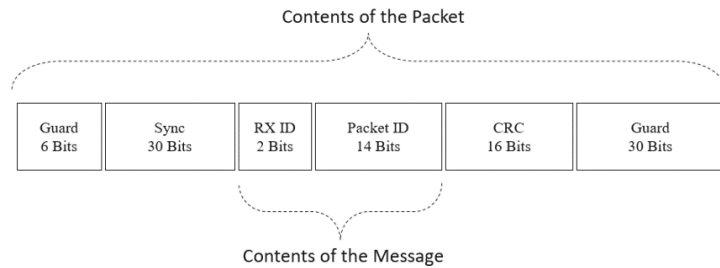 Contents of the Packet
Guard
6 Bits
Sync
30 Bits
RX ID
2 Bits
Packet ID
14 Bits
CRC
16 Bits
Guard
30 Bits
Contents of the Message